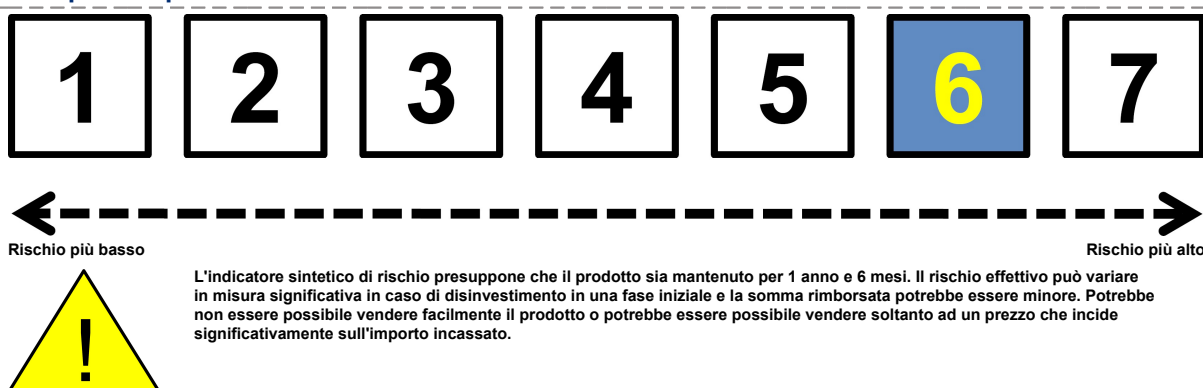 1 2 3 4 5 6 7
Rischio più basso Rischio più alto
L'indicatore sintetico di rischio presuppone che il prodotto sia mantenuto per 1 anno e 6 mesi. Il rischio effettivo può variare
in misura significativa in caso di disinvestimento in una fase iniziale e la somma rimborsata potrebbe essere minore. Potrebbe
non essere possibile vendere facilmente il prodotto o potrebbe essere possibile vendere soltanto ad un prezzo che incide
significativamente sull'importo incassato.
!